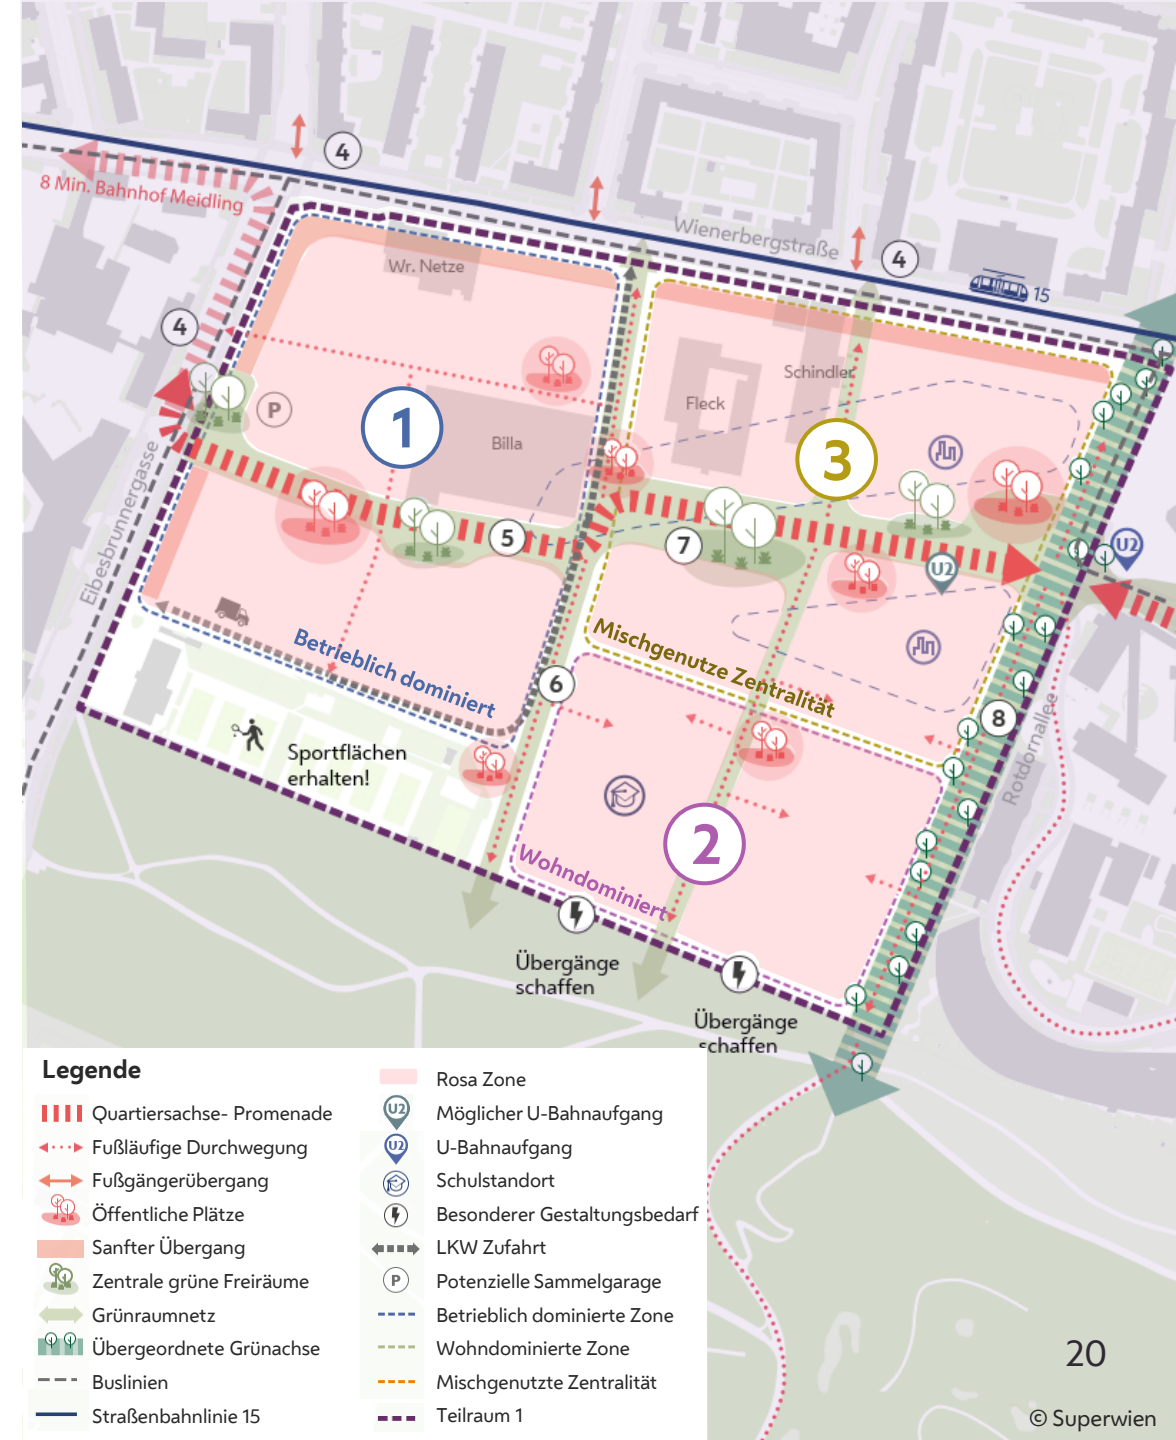 4
8 Min. Bahnhof Meidling
Wienerbergstraße
4
15
Wr. Netze
4
Schindler
Fleck
P
1
Billa
3
Eibesbrunnergasse
5
7
U2
U2
Betrieblich dominiert
Mischgenutze Zentralität
6
8
Rotdornallee
Sportflächen
erhalten!
2
Wohndominiert
Übergänge
schaffen
Übergänge
schaffen
Legende
Quartiersachse- Promenade
Fußläufige Durchwegung
Fußgängerübergang
Öffentliche Plätze
Sanfter Übergang
Zentrale grüne Freiräume
Grünraumnetz
Übergeordnete Grünachse
Buslinien
Straßenbahnlinie 15
Rosa Zone
U2
Möglicher U-Bahnaufgang
U2
U-Bahnaufgang
Schulstandort
Besonderer Gestaltungsbedarf
LKW Zufahrt
P
Potenzielle Sammelgarage
Betrieblich dominierte Zone
Wohndominierte Zone
Mischgenutzte Zentralität
Teilraum 1
20
© Superwien